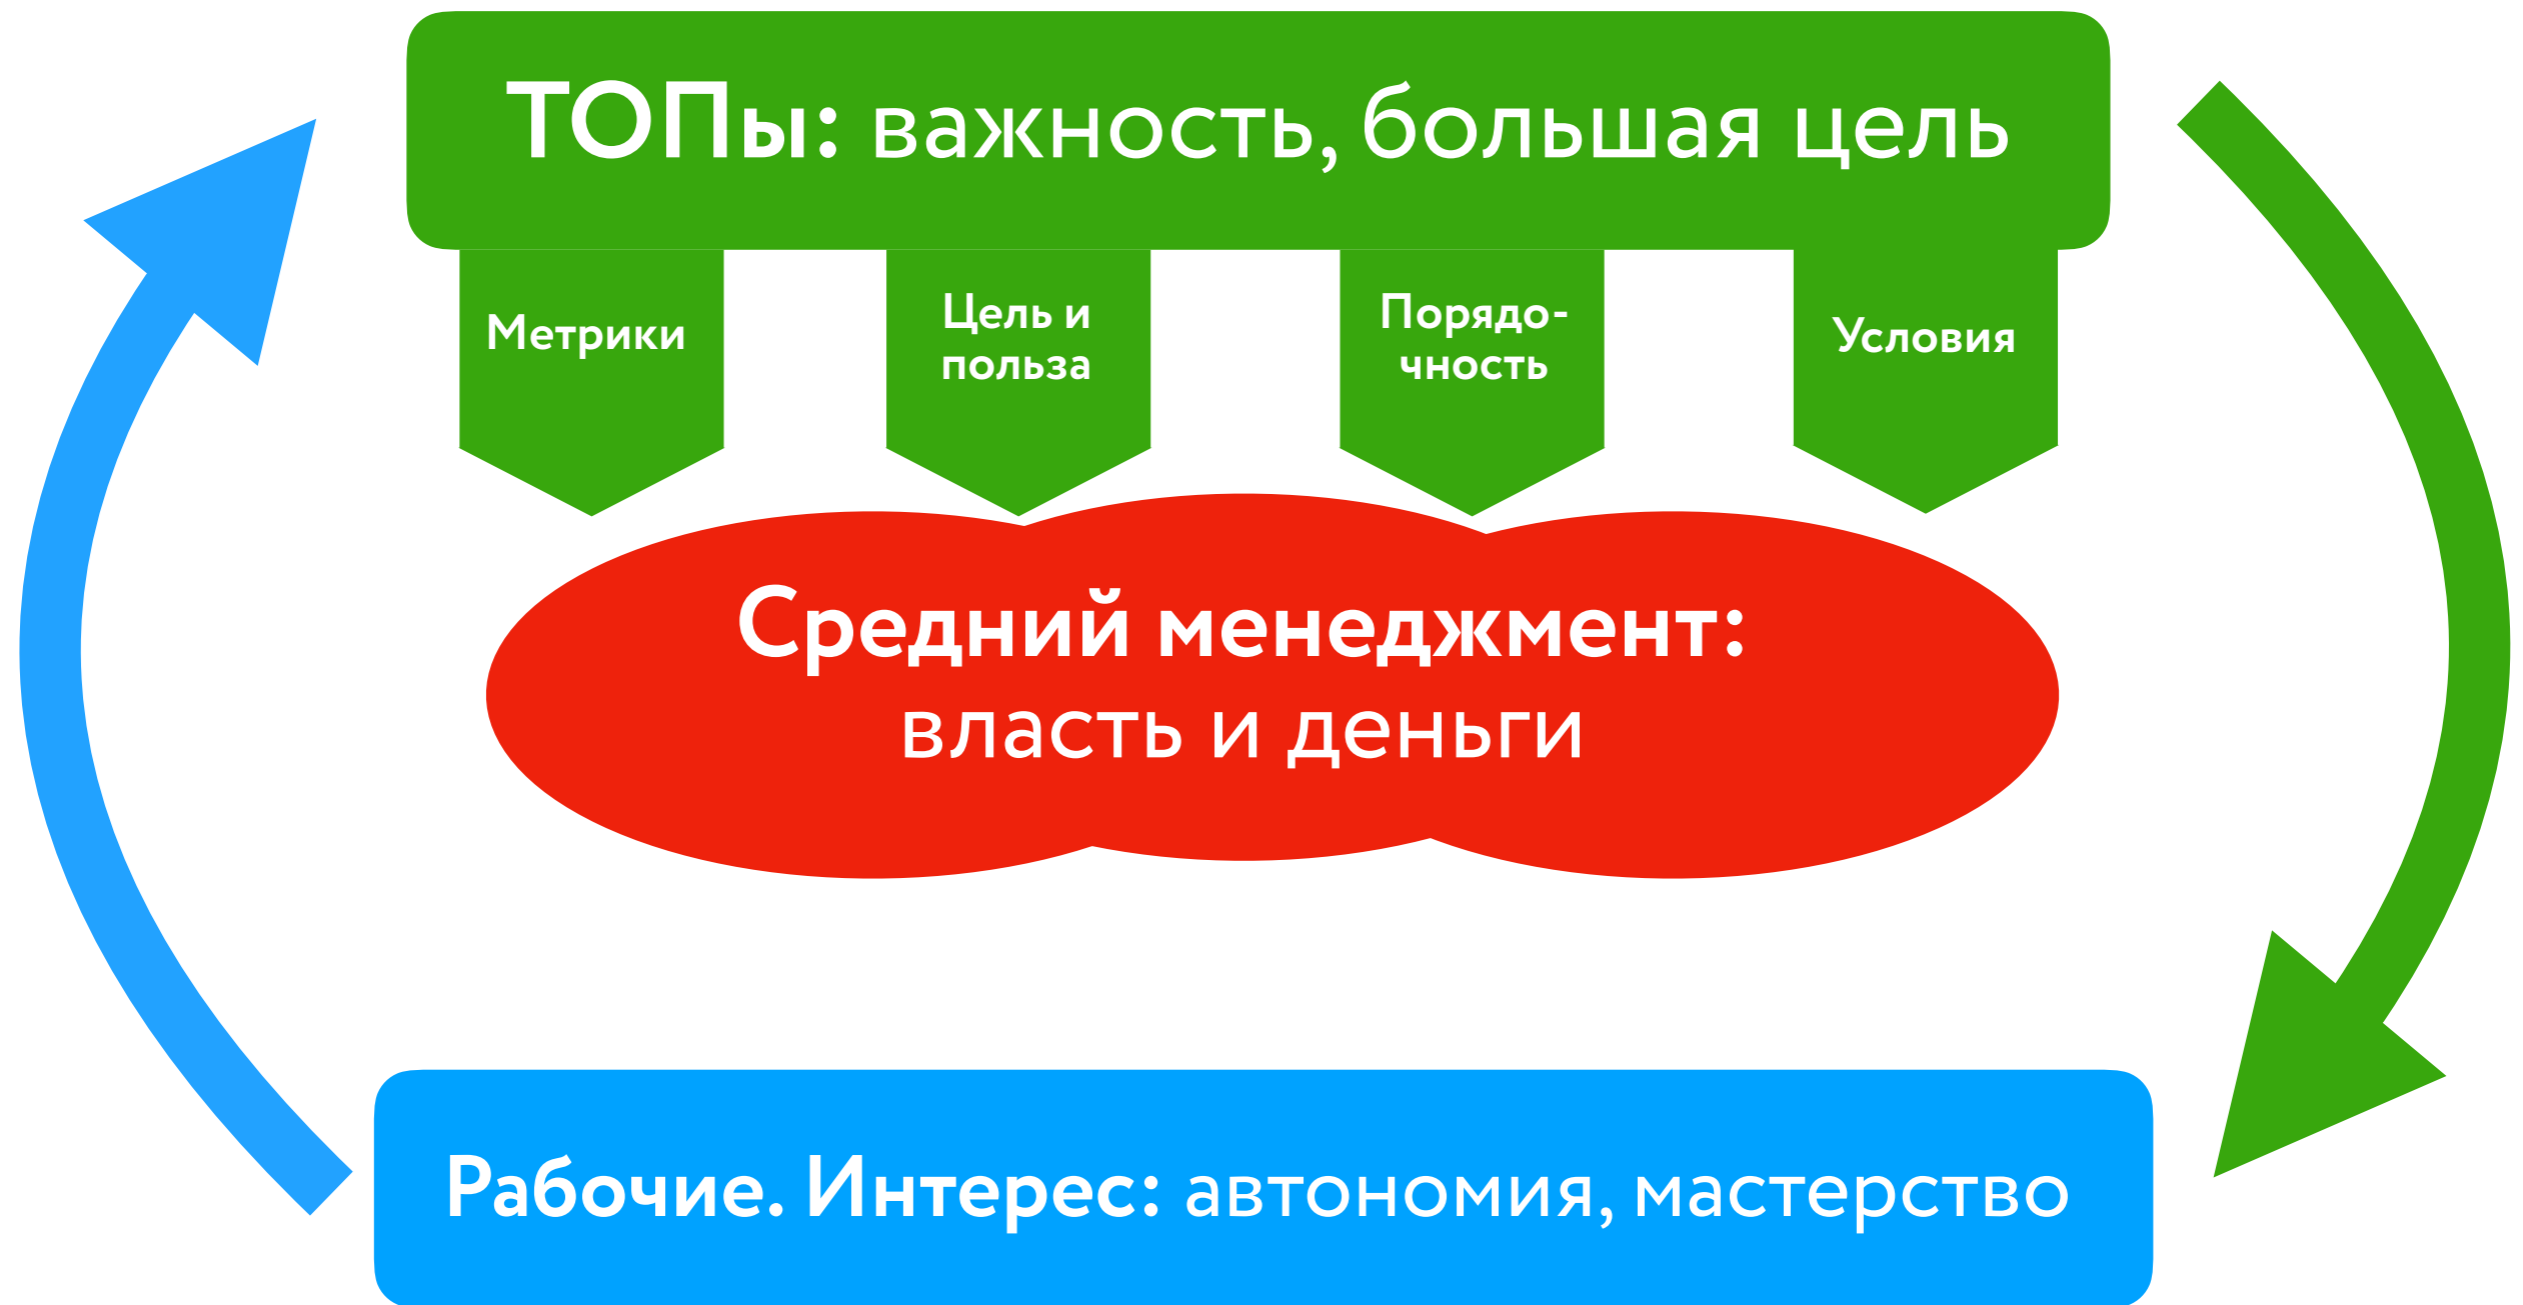 ТОПы: важность, большая цель
Метрики
Цель и
польза
Порядо-
чность
Условия
Средний менеджмент:
власть и деньги
Рабочие. Интерес: автономия, мастерство